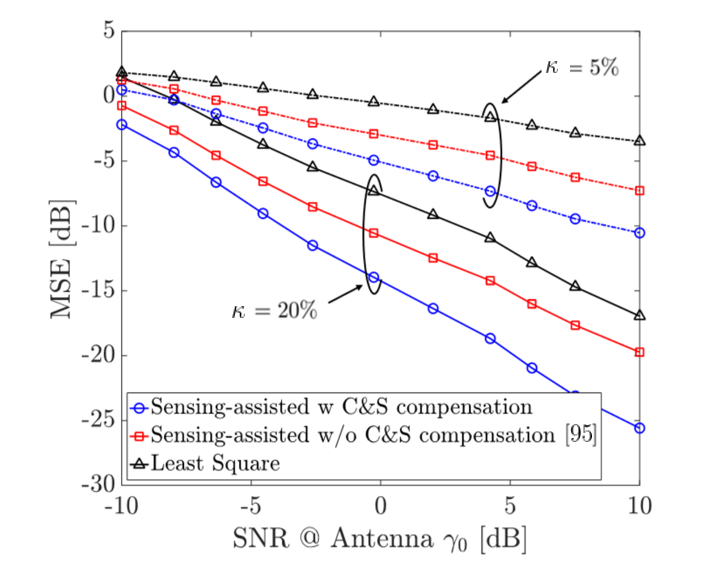 5
0
-5
-10
-15
-20
-25
-30
MSE [dB]
κ = 5%
κ = 20%
Sensing-assisted w C&S compensation
Sensing-assisted w/o C&S compensation [95]
Least Square
-10 -5 0 5 10
SNR @ Antenna γ₀ [dB]